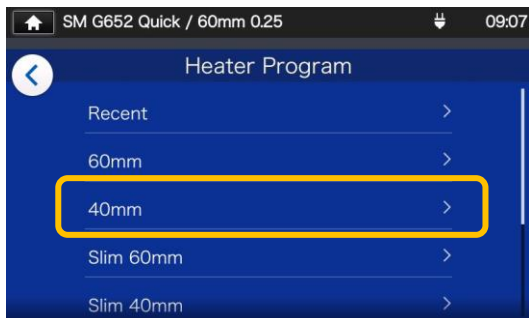 SM G652 Quick / 60mm 0.25 09:07
Heater Program
Recent
60mm
40mm
Slim 60mm
Slim 40mm